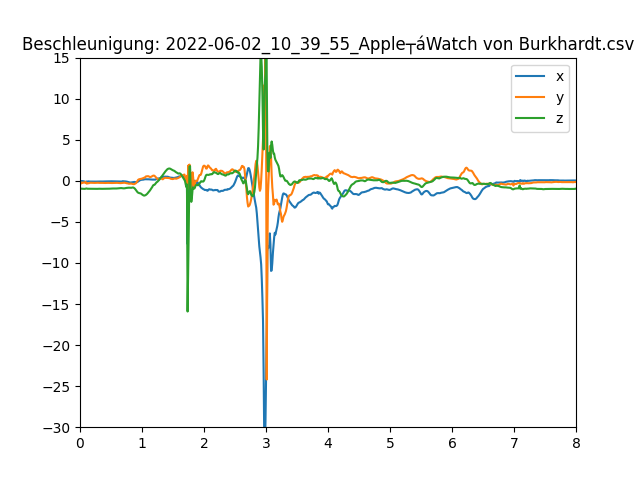 Beschleunigung: 2022-06-02_10_39_55_Apple┬áWatch von Burkhardt.csv
15
10
5
0
−5
−10
−15
−20
−25
−30
0 1 2 3 4 5 6 7 8
x
y
z